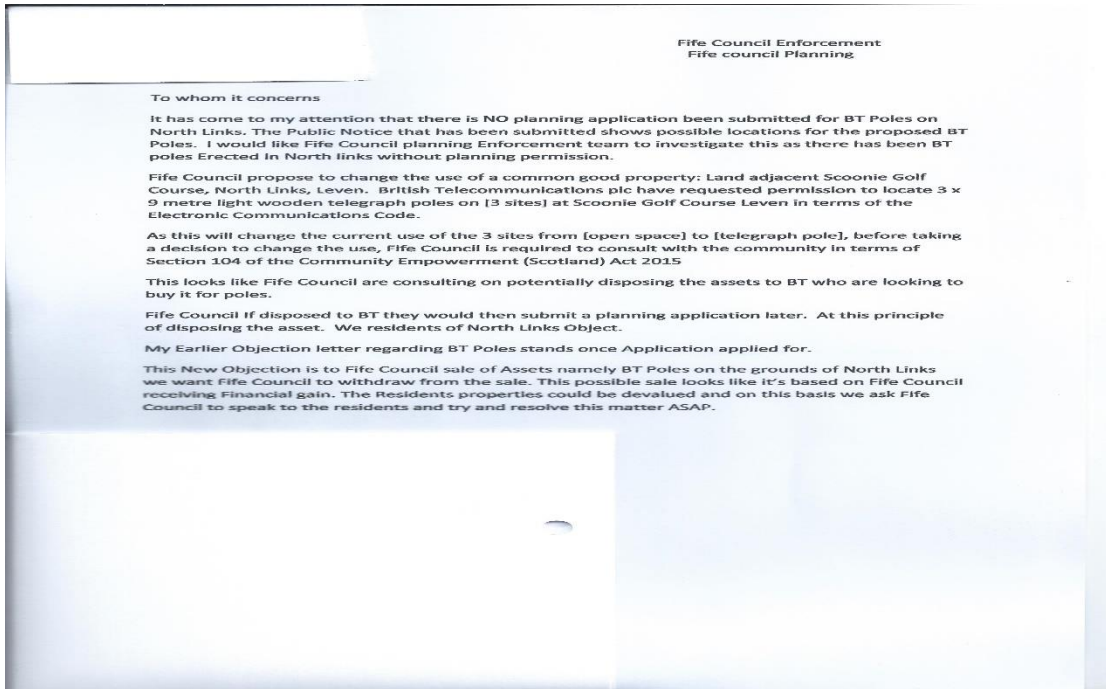 Fife Council Enforcement
Fife council Planning
To whom it concerns
It has come to my attention that there is NO planning application been submitted for BT Poles on
North Links. The Public Notice that has been submitted shows possible locations for the proposed BT
Poles.  I would like Fife Council planning Enforcement team to investigate this as there has been BT
poles Erected In North links without planning permission.
Fife Council propose to change the use of a common good property: Land adjacent Scoonie Golf
Course, North Links, Leven.  British Telecommunications plc have requested permission to locate 3 x
9 metre light wooden telegraph poles on [3 sites] at Scoonie Golf Course Leven in terms of the
Electronic Communications Code.
As this will change the current use of the 3 sites from [open space] to [telegraph pole], before taking
a decision to change the use, Fife Council is required to consult with the community in terms of
Section 104 of the Community Empowerment (Scotland) Act 2015
This looks like Fife Council are consulting on potentially disposing the assets to BT who are looking to
buy it for poles.
Fife Council If disposed to BT they would then submit a planning application later.  At this principle
of disposing the asset.  We residents of North Links Object.
My Earlier Objection letter regarding BT Poles stands once Application applied for.
This New Objection is to Fife Council sale of Assets namely BT Poles on the grounds of North Links
we want Fife Council to withdraw from the sale. This possible sale looks like it's based on Fife Council
receiving Financial gain. The Residents properties could be devalued and on this basis we ask Fife
Council to speak to the residents and try and resolve this matter ASAP.